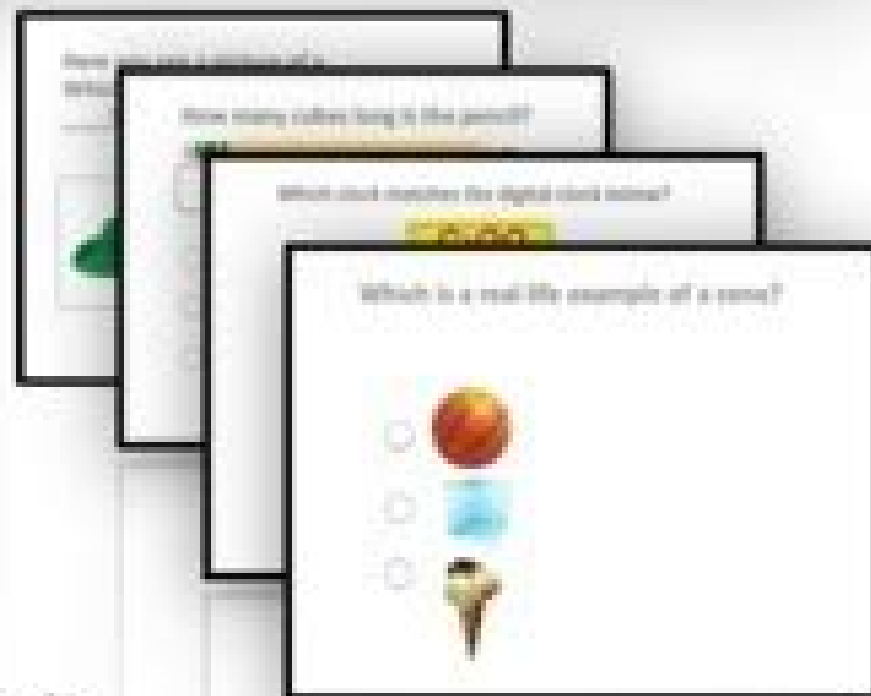 How many cubes long is the pencil?
Which clock matches the digital clock below?
Which is a real life example of a cone?